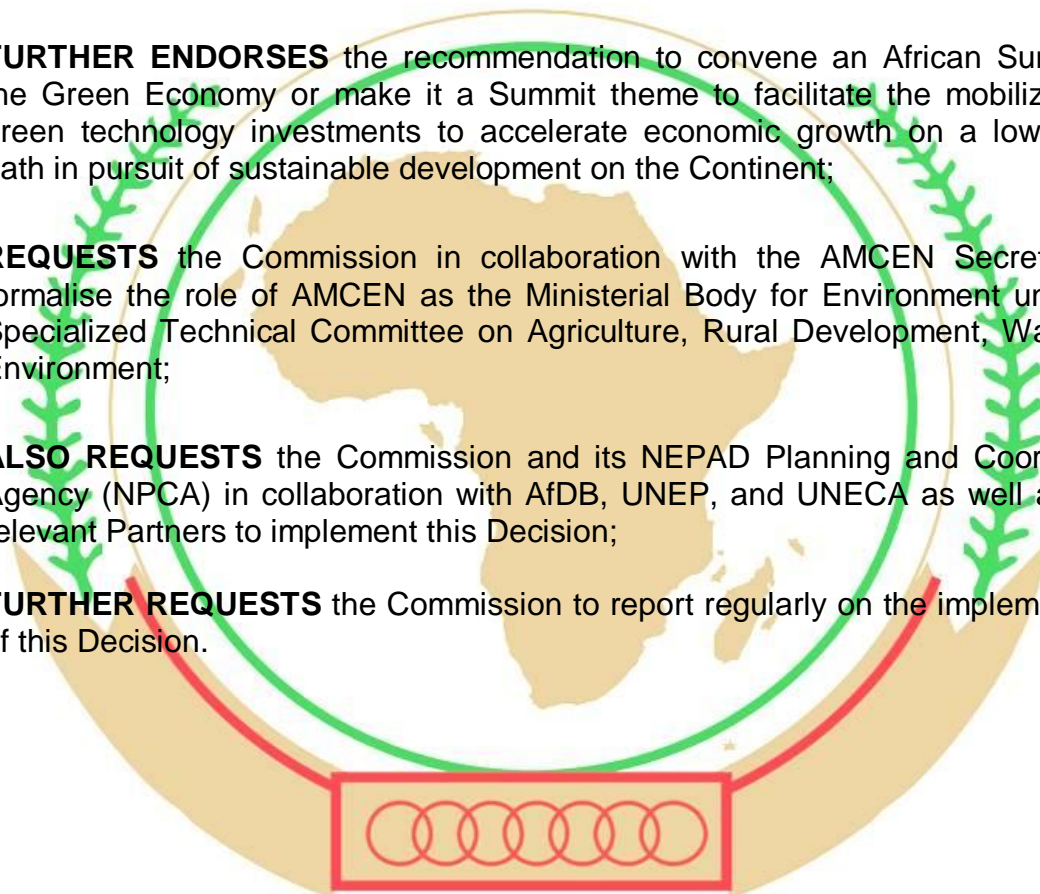 FURTHER ENDORSES the recommendation to convene an African Sum
he Green Economy or make it a Summit theme to facilitate the mobiliz
reen technology investments to accelerate economic growth on a low
ath in pursuit of sustainable development on the Continent;
REQUESTS the Commission in collaboration with the AMCEN Secret
ormalise the role of AMCEN as the Ministerial Body for Environment un
Specialized Technical Committee on Agriculture, Rural Development, Wa
Environment;
ALSO REQUESTS the Commission and its NEPAD Planning and Coor
Agency (NPCA) in collaboration with AfDB, UNEP, and UNECA as well a
relevant Partners to implement this Decision;
FURTHER REQUESTS the Commission to report regularly on the implem
f this Decision.